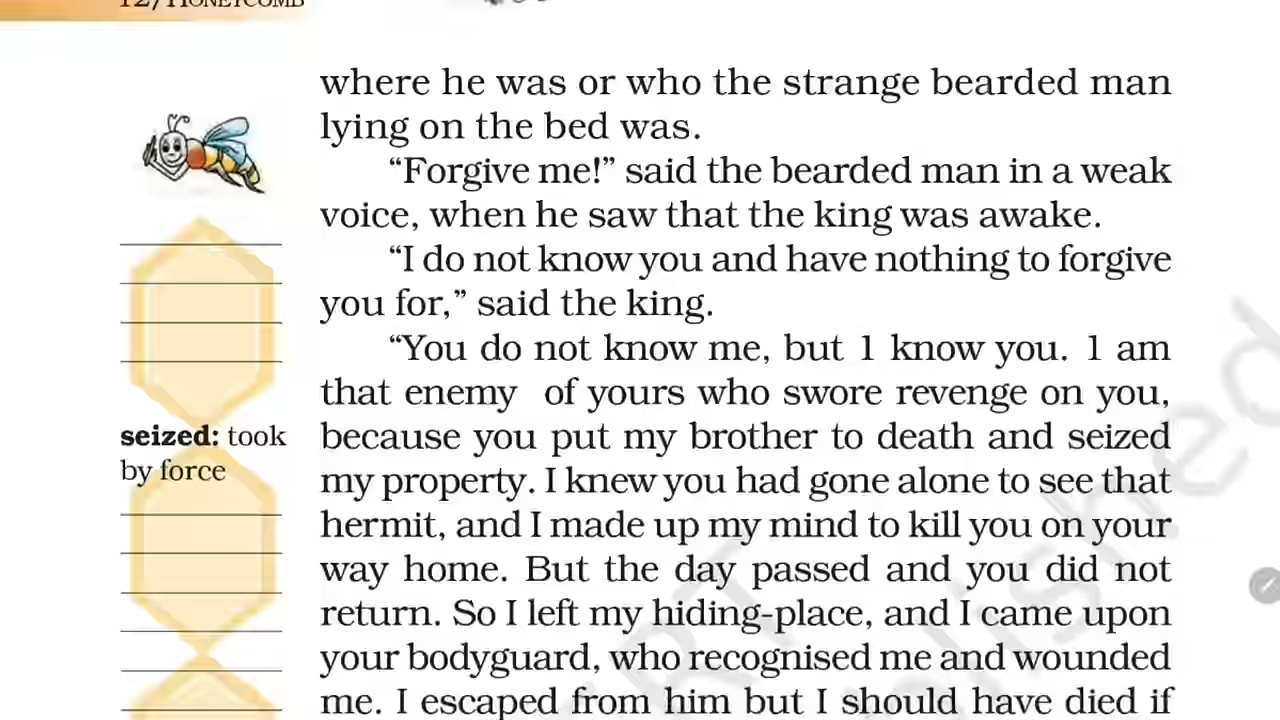 12/HONEYCOMB
where he was or who the strange bearded man
lying on the bed was.
“Forgive me!” said the bearded man in a weak
voice, when he saw that the king was awake.
“I do not know you and have nothing to forgive
you for,” said the king.
“You do not know me, but 1 know you. 1 am
that enemy of yours who swore revenge on you,
seized: took
by force
because you put my brother to death and seized
my property. I knew you had gone alone to see that
hermit, and I made up my mind to kill you on your
way home. But the day passed and you did not
return. So I left my hiding-place, and I came upon
your bodyguard, who recognised me and wounded
me. I escaped from him but I should have died if